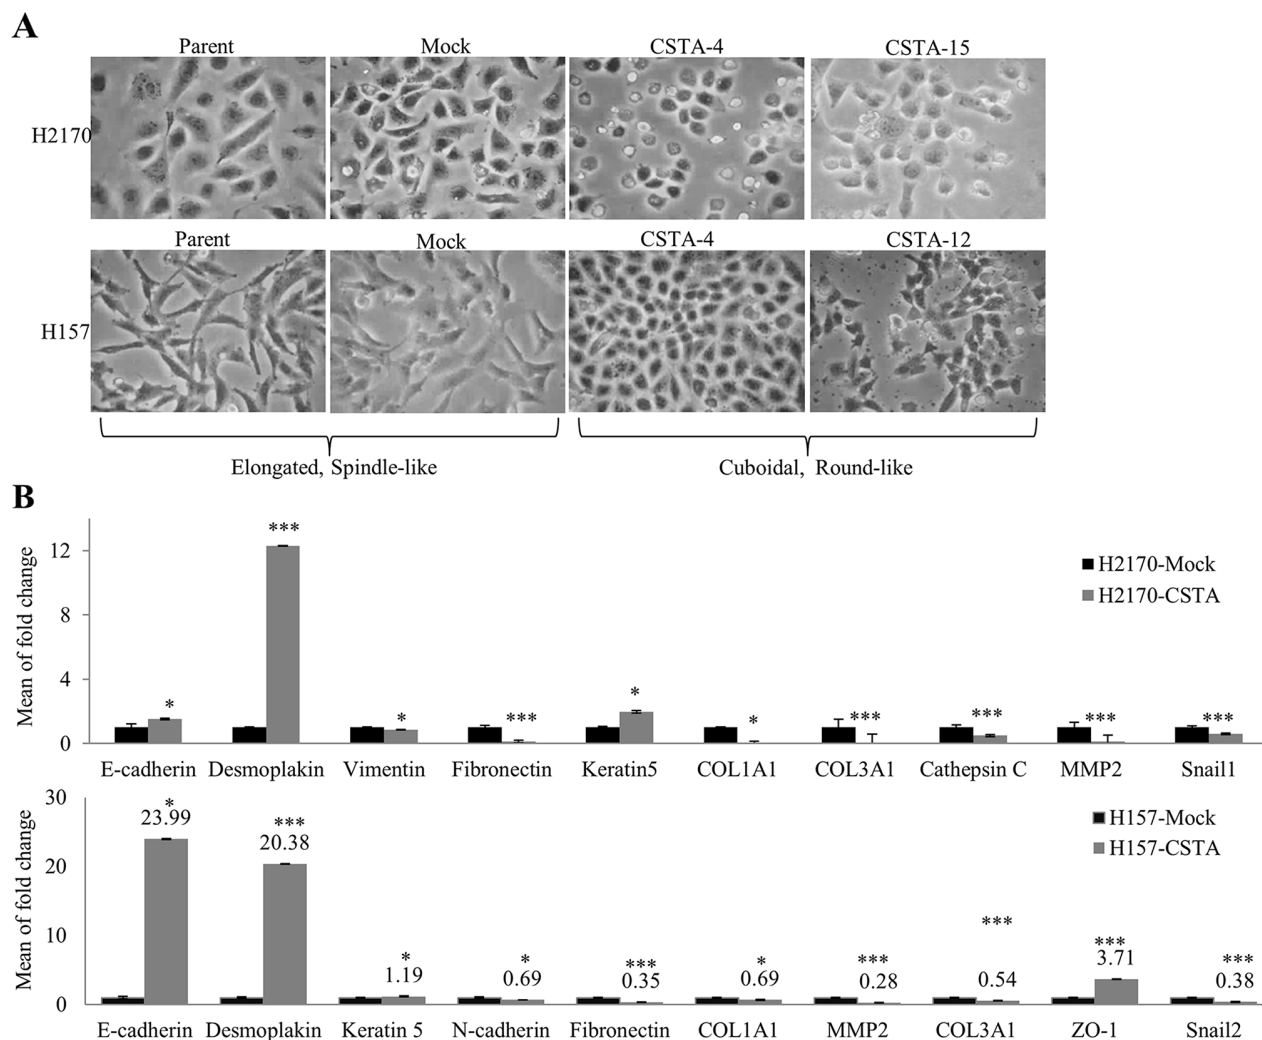 A
Parent Mock CSTA-4 CSTA-15
H2170
Parent Mock CSTA-4 CSTA-12
H157
Elongated, Spindle-like Cuboidal, Round-like
B
Mean of fold change
12
8
4
0
*** 
* * *** * * *** *** *** ***
H2170-Mock
H2170-CSTA
E-cadherin Desmoplakin Vimentin Fibronectin Keratin5 COL1A1 COL3A1 Cathepsin C MMP2 Snail1
Mean of fold change
30
20
10
0
* *** * * *** * *** *** *** ***
23.99 20.38 1.19 0.69 0.35 0.69 0.28 0.54 3.71 0.38
H157-Mock
H157-CSTA
E-cadherin Desmoplakin Keratin 5 N-cadherin Fibronectin COL1A1 MMP2 COL3A1 ZO-1 Snail2